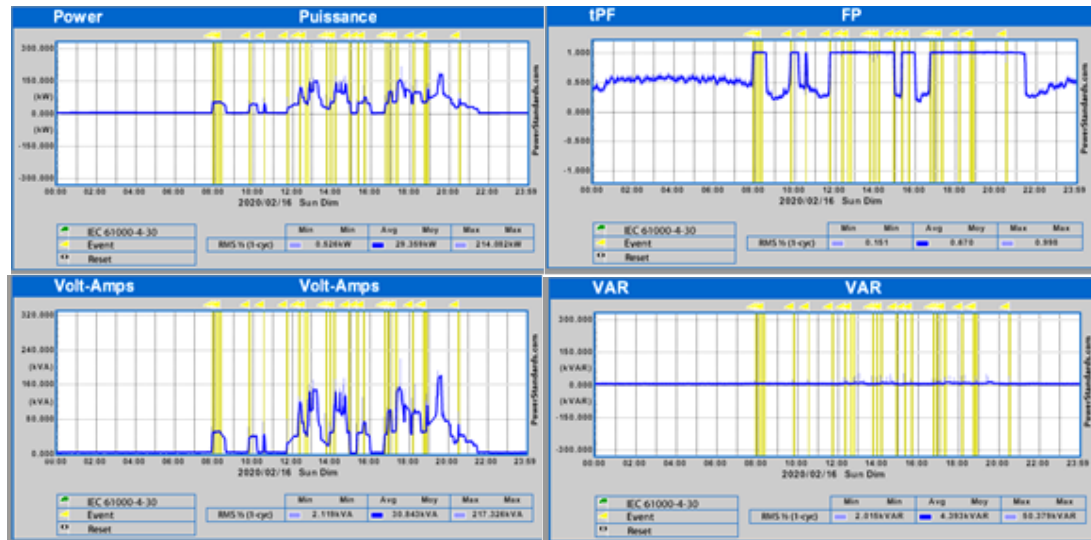 Power Puissance
300.000
150.000
(kW)
0.000
(kW)
-150.000
-300.000
00:00 02:00 04:00 06:00 08:00 10:00 12:00 14:00 16:00 18:00 20:00 22:00 23:59
2020/02/16 Sun Dim
PowerStandards.com
IEC 61000-4-30
Event
Reset
Min Min Avg Moy Max Max
RMS ½ (1-cyc) 0.526kW 29.359kW 214.082kW
tPF FP
1.000
0.500
0.000
-0.500
-1.000
00:00 02:00 04:00 06:00 08:00 10:00 12:00 14:00 16:00 18:00 20:00 22:00 23:59
2020/02/16 Sun Dim
PowerStandards.com
IEC 61000-4-30
Event
Reset
Min Min Avg Moy Max Max
RMS ½ (1-cyc) 0.151 0.670 0.998
Volt-Amps Volt-Amps
320.000
240.000
(kVA)
160.000
(kVA)
80.000
0.000
00:00 02:00 04:00 06:00 08:00 10:00 12:00 14:00 16:00 18:00 20:00 22:00 23:59
2020/02/16 Sun Dim
PowerStandards.com
IEC 61000-4-30
Event
Reset
Min Min Avg Moy Max Max
RMS ½ (1-cyc) 2.119kVA 30.843kVA 217.326kVA
VAR VAR
300.000
150.000
(kVAR)
0.000
(kVAR)
-150.000
-300.000
00:00 02:00 04:00 06:00 08:00 10:00 12:00 14:00 16:00 18:00 20:00 22:00 23:59
2020/02/16 Sun Dim
PowerStandards.com
IEC 61000-4-30
Event
Reset
Min Min Avg Moy Max Max
RMS ½ (1-cyc) 2.015kVAR 4.393kVAR 50.379kVAR